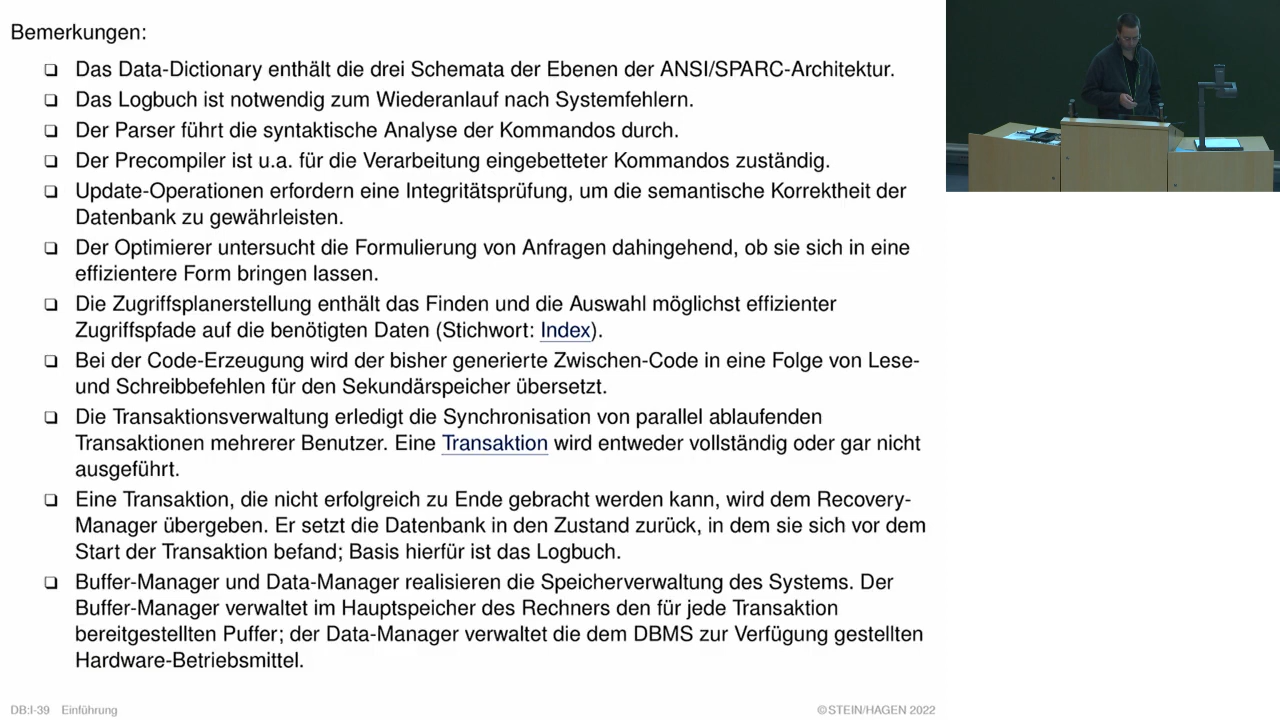 Bemerkungen:
❑ Das Data-Dictionary enthält die drei Schemata der Ebenen der ANSI/SPARC-Architektur.
❑ Das Logbuch ist notwendig zum Wiederanlauf nach Systemfehlern.
❑ Der Parser führt die syntaktische Analyse der Kommandos durch.
❑ Der Precompiler ist u.a. für die Verarbeitung eingebetteter Kommandos zuständig.
❑ Update-Operationen erfordern eine Integritätsprüfung, um die semantische Korrektheit der
Datenbank zu gewährleisten.
❑ Der Optimierer untersucht die Formulierung von Anfragen dahingehend, ob sie sich in eine
effizientere Form bringen lassen.
❑ Die Zugriffsplanerstellung enthält das Finden und die Auswahl möglichst effizienter
Zugriffspfade auf die benötigten Daten (Stichwort: Index).
❑ Bei der Code-Erzeugung wird der bisher generierte Zwischen-Code in eine Folge von Lese-
und Schreibbefehlen für den Sekundärspeicher übersetzt.
❑ Die Transaktionsverwaltung erledigt die Synchronisation von parallel ablaufenden
Transaktionen mehrerer Benutzer. Eine Transaktion wird entweder vollständig oder gar nicht
ausgeführt.
❑ Eine Transaktion, die nicht erfolgreich zu Ende gebracht werden kann, wird dem Recovery-
Manager übergeben. Er setzt die Datenbank in den Zustand zurück, in dem sie sich vor dem
Start der Transaktion befand; Basis hierfür ist das Logbuch.
❑ Buffer-Manager und Data-Manager realisieren die Speicherverwaltung des Systems. Der
Buffer-Manager verwaltet im Hauptspeicher des Rechners den für jede Transaktion
bereitgestellten Puffer; der Data-Manager verwaltet die dem DBMS zur Verfügung gestellten
Hardware-Betriebsmittel.
DB:I-39 Einführung ©STEIN/HAGEN 2022